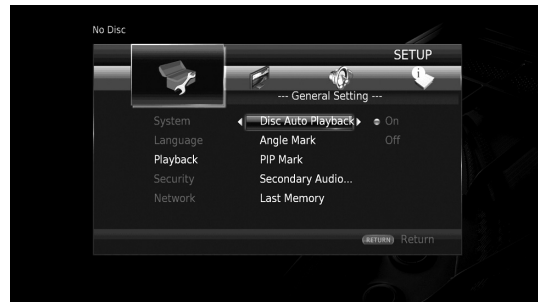 No Disc
SETUP
--- General Setting ---
System
Disc Auto Playback
On
Language
Angle Mark
Off
Playback
PIP Mark
Security
Secondary Audio...
Network
Last Memory
RETURN Return